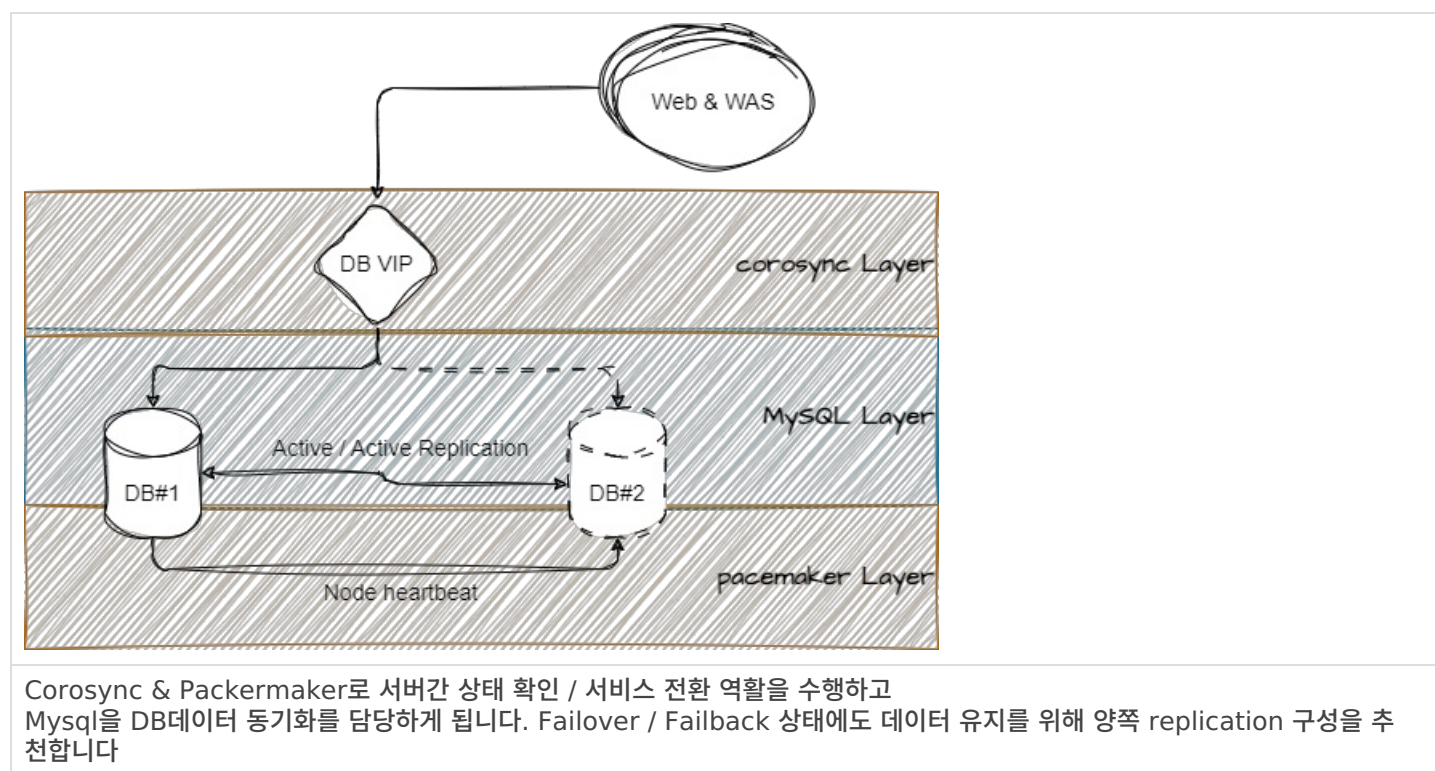 Web & WAS
DB VIP
corosync Layer
MySQL Layer
Active / Active Replication
DB#1
DB#2
pacemaker Layer
Node heartbeat
Corosync & Packermaker로 서버간 상태 확인 / 서비스 전환 역활을 수행하고
Mysql을 DB데이터 동기화를 담당하게 됩니다. Failover / Failback 상태에도 데이터 유지를 위해 양쪽 replication 구성을 추
천합니다